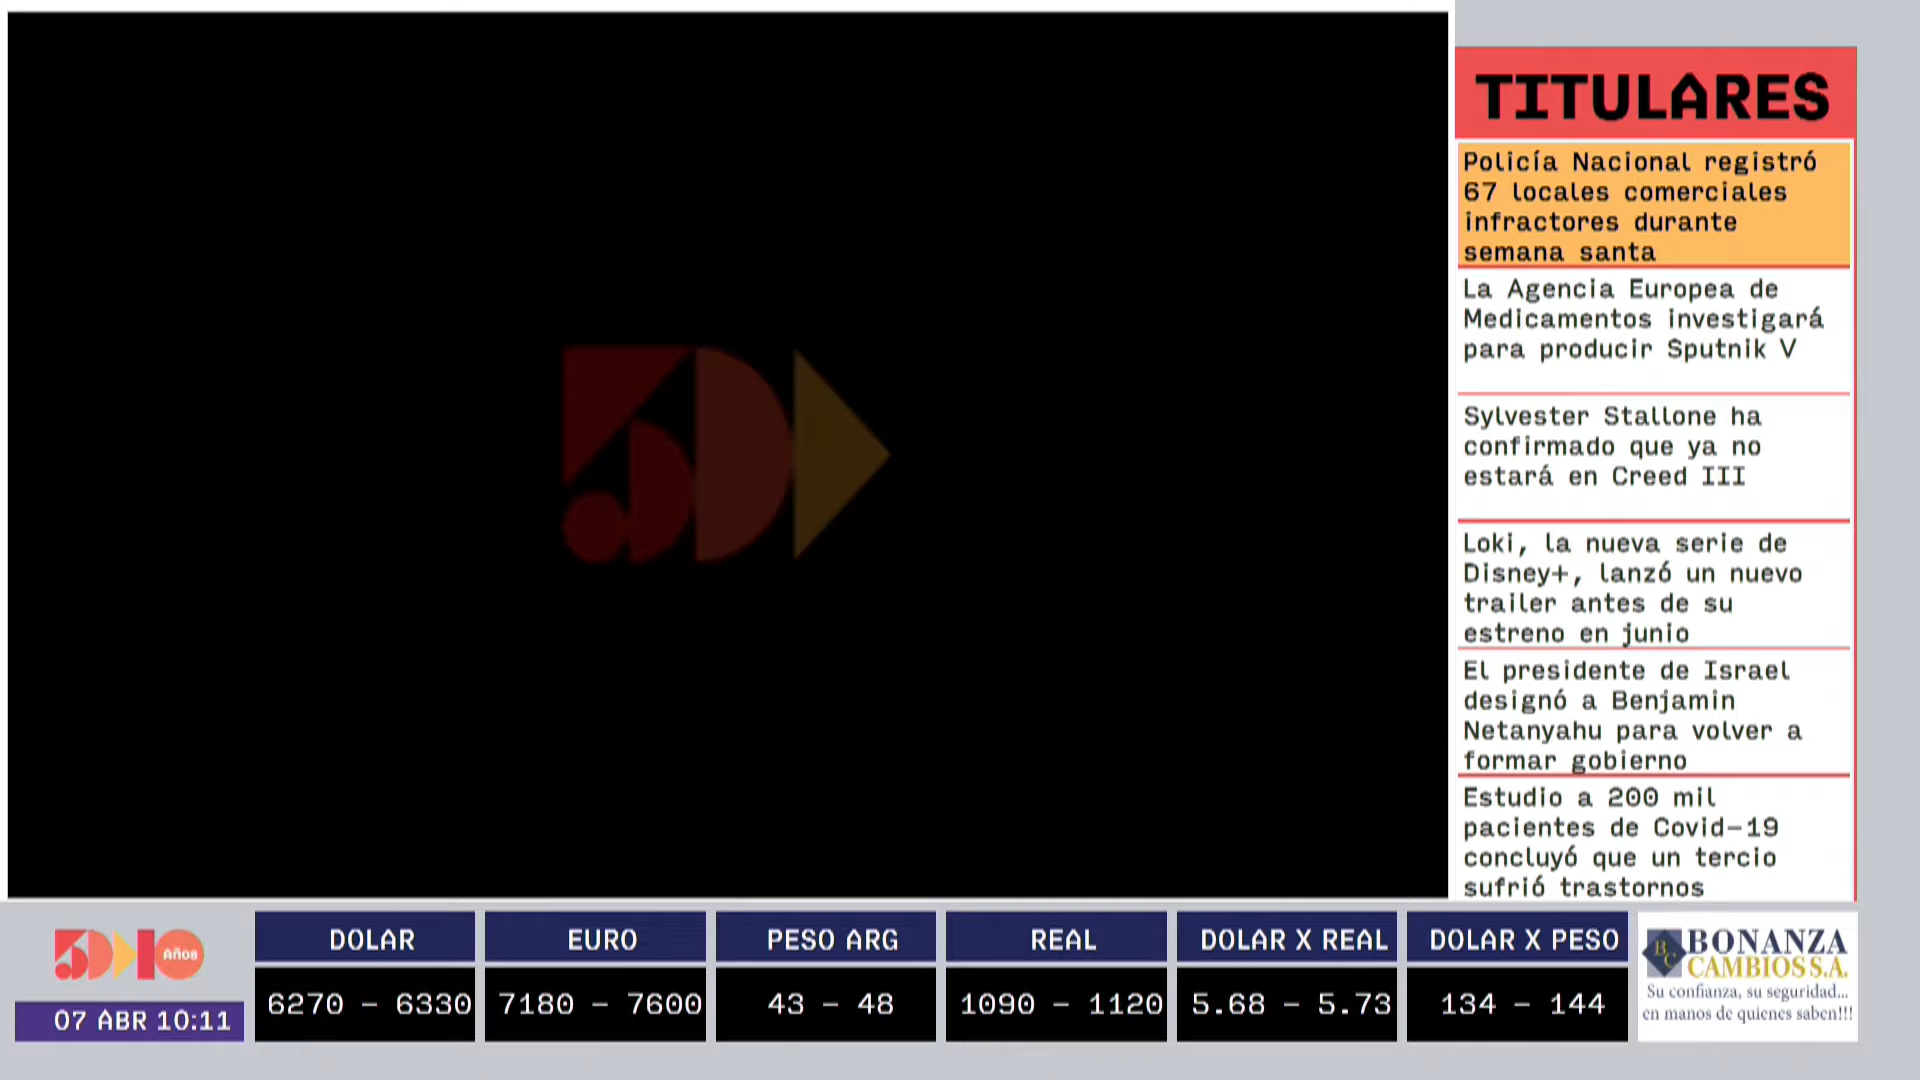 TITULARES
Policía Nacional registró
67 locales comerciales
infractores durante
semana santa
La Agencia Europea de
Medicamentos investigará
para producir Sputnik V
Sylvester Stallone ha
confirmado que ya no
estará en Creed III
Loki, la nueva serie de
Disney+, lanzó un nuevo
trailer antes de su
estreno en junio
El presidente de Israel
designó a Benjamin
Netanyahu para volver a
formar gobierno
Estudio a 200 mil
pacientes de Covid-19
concluyó que un tercio
sufrió trastornos
5D
5D 10 Años
07 ABR 10:11
DOLAR
6270 - 6330
EURO
7180 - 7600
PESO ARG
43 - 48
REAL
1090 - 1120
DOLAR X REAL
5.68 - 5.73
DOLAR X PESO
134 - 144
BC BONANZA
CAMBIOS S.A.
Su confianza, su seguridad...
en manos de quienes saben!!!